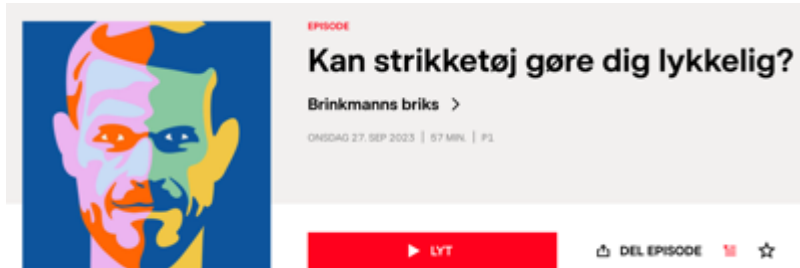 EPISODE
Kan strikketøj gøre dig lykkelig?
Brinkmanns briks >
ONSDAG 27. SEP 2023 | 57 MIN. | P1
LYT
DEL EPISODE